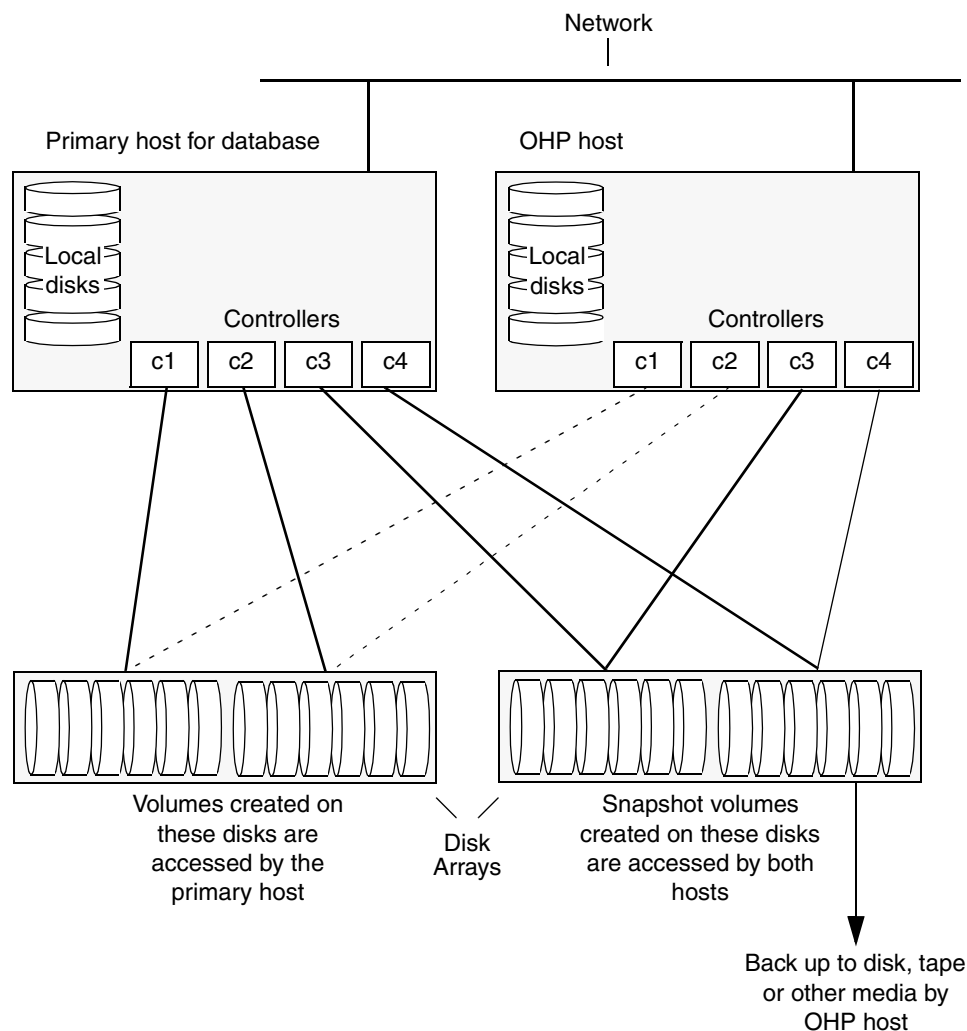 Network
Primary host for database
OHP host
Local
disks
Controllers
c1 c2 c3 c4
Local
disks
Controllers
c1 c2 c3 c4
Volumes created on
these disks are
accessed by the
primary host
Disk
Arrays
Snapshot volumes
created on these disks
are accessed by both
hosts
Back up to disk, tape
or other media by
OHP host